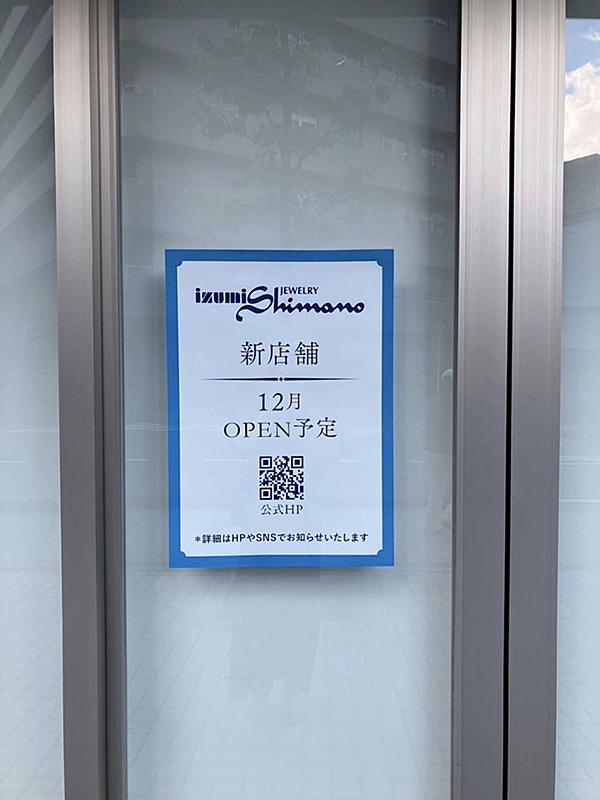 JEWELRY
izumi Shimano
新店舗
12月
OPEN予定
公式HP
*詳細はHPやSNSでお知らせいたします